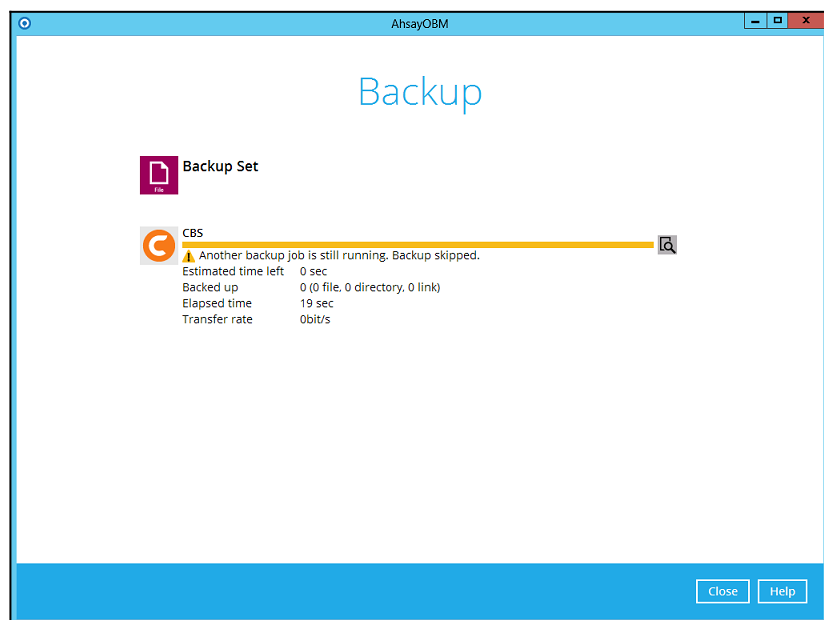 AhsayOBM
Backup
Backup Set
File
CBS
Another backup job is still running. Backup skipped.
Estimated time left 0 sec
Backed up 0 (0 file, 0 directory, 0 link)
Elapsed time 19 sec
Transfer rate 0bit/s
Close Help